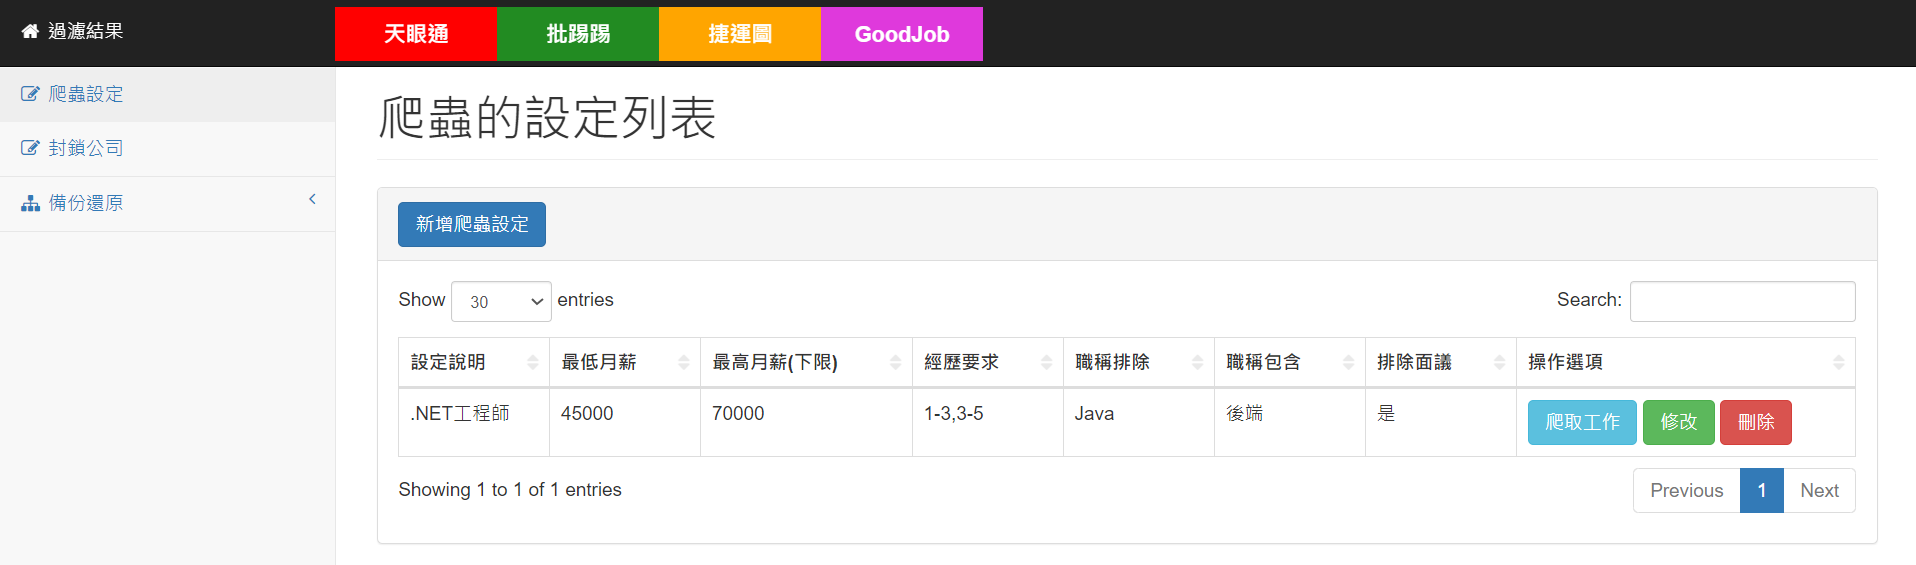 過濾結果
天眼通 批踢踢 捷運圖 GoodJob
爬蟲設定
封鎖公司
備份還原
爬蟲的設定列表
新增爬蟲設定
Show 30 entries
Search:
設定說明 最低月薪 最高月薪(下限) 經歷要求 職稱排除 職稱包含 排除面議 操作選項
.NET工程師 45000 70000 1-3,3-5 Java 後端 是 爬取工作 修改 刪除
Showing 1 to 1 of 1 entries
Previous 1 Next